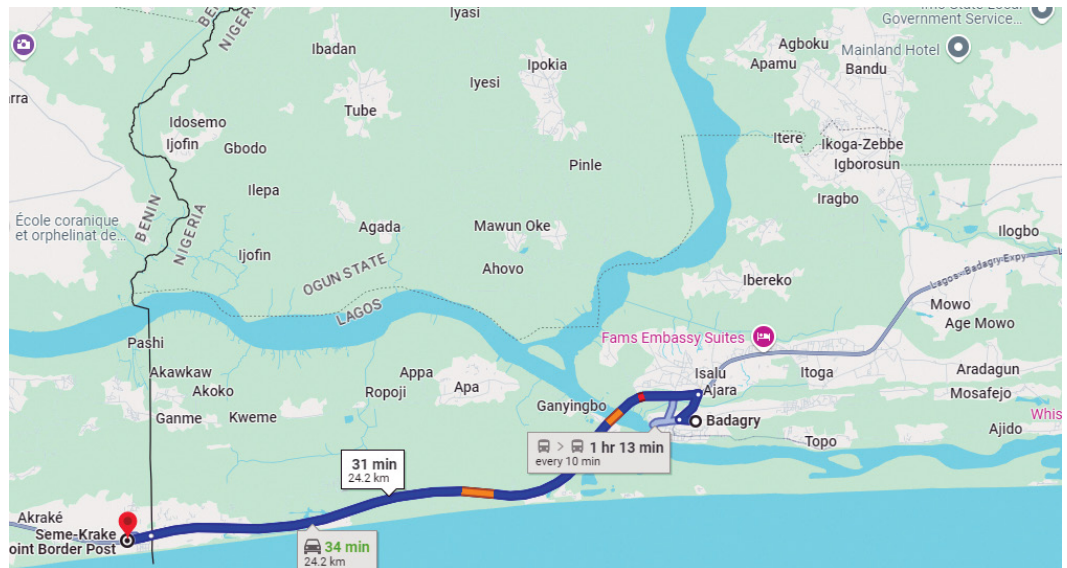 Iyasi
Government Service...
BENIN
NIGERIA
Ibadan
Agboku
Mainland Hotel
Ipokia
Apamu
Bandu
Iyesi
Tube
Idosemo
Ijofin
Gbodo
Itere
Ikoga-Zebbe
Igborosun
Pinle
Ilepa
Iragbo
École coranique
et orphelinat de...
BENIN
NIGERIA
Agada
Mawun Oke
Ilogbo
Ijofin
OGUN STATE
Ahovo
Ibereko
Lagos - Badagry Expy
LAGOS
Mowo
Age Mowo
Pashi
Fams Embassy Suites
Akawkaw
Appa
Isalu
Itoga
Aradagun
Akoko
Ropoji
Apa
Ajara
Mosafejo
Ganme
Kweme
Ganyingbo
Badagry
Whis
Ajido
Topo
1 hr 13 min
every 10 min
31 min
24.2 km
Akraké
Seme-Krake
oint Border Post
34 min
24.2 km